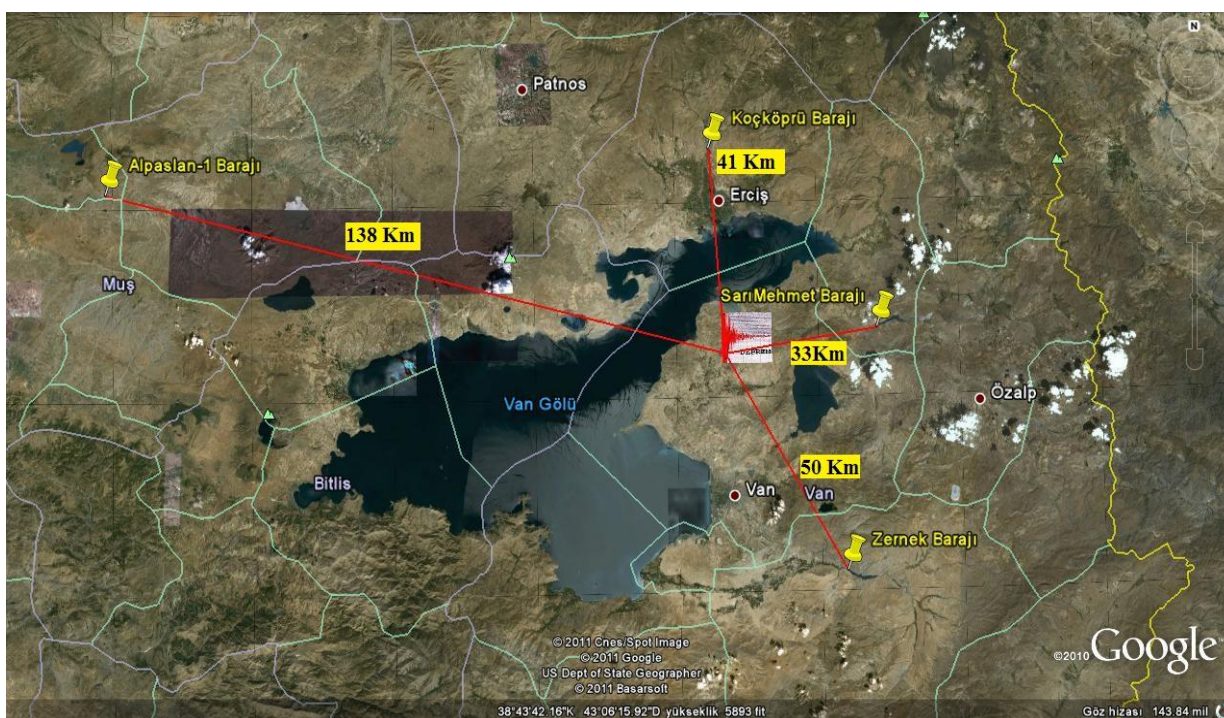 N
Patnos
Koçköprü Barajı
Alpaslan-1 Barajı
41 Km
Erciş
138 Km
Muş
SarıMehmet Barajı
33Km
Özalp
Van Gölü
50 Km
Bitlis
Van
Van
Zernek Barajı
© 2011 Cnes/Spot Image
© 2011 Google
US Dept of State Geographer
© 2011 Basarsoft
©2010 Google
38°43'42.16"K 43°06'15.92"D yükseklik 5893 fit
Göz hizası 143.84 mil